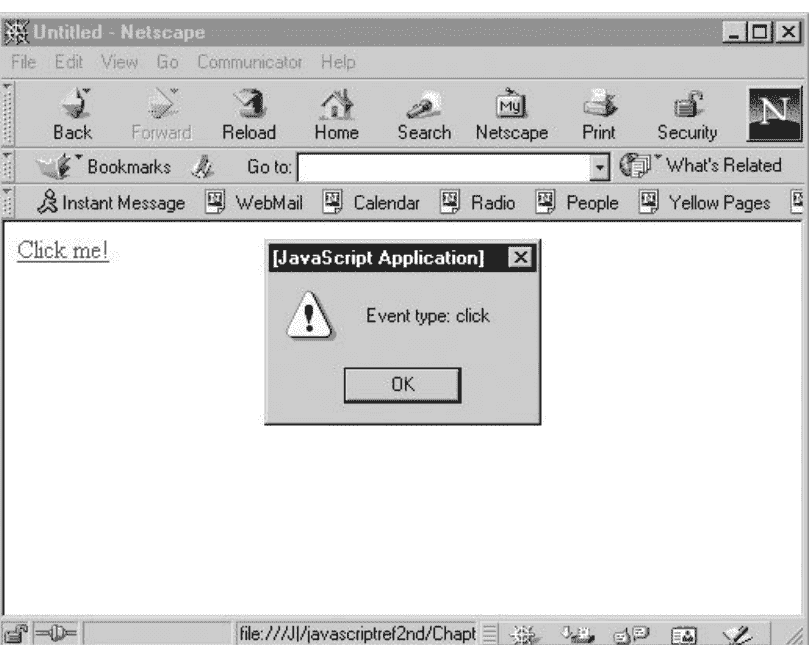 Untitled - Netscape
File Edit View Go Communicator Help
My
N
Back Forward Reload Home Search Netscape Print Security
Bookmarks Go to: What's Related
Instant Message WebMail Calendar Radio People Yellow Pages
Click me!
[JavaScript Application]
Event type: click
OK
file:///J|/javascriptref2nd/Chapt